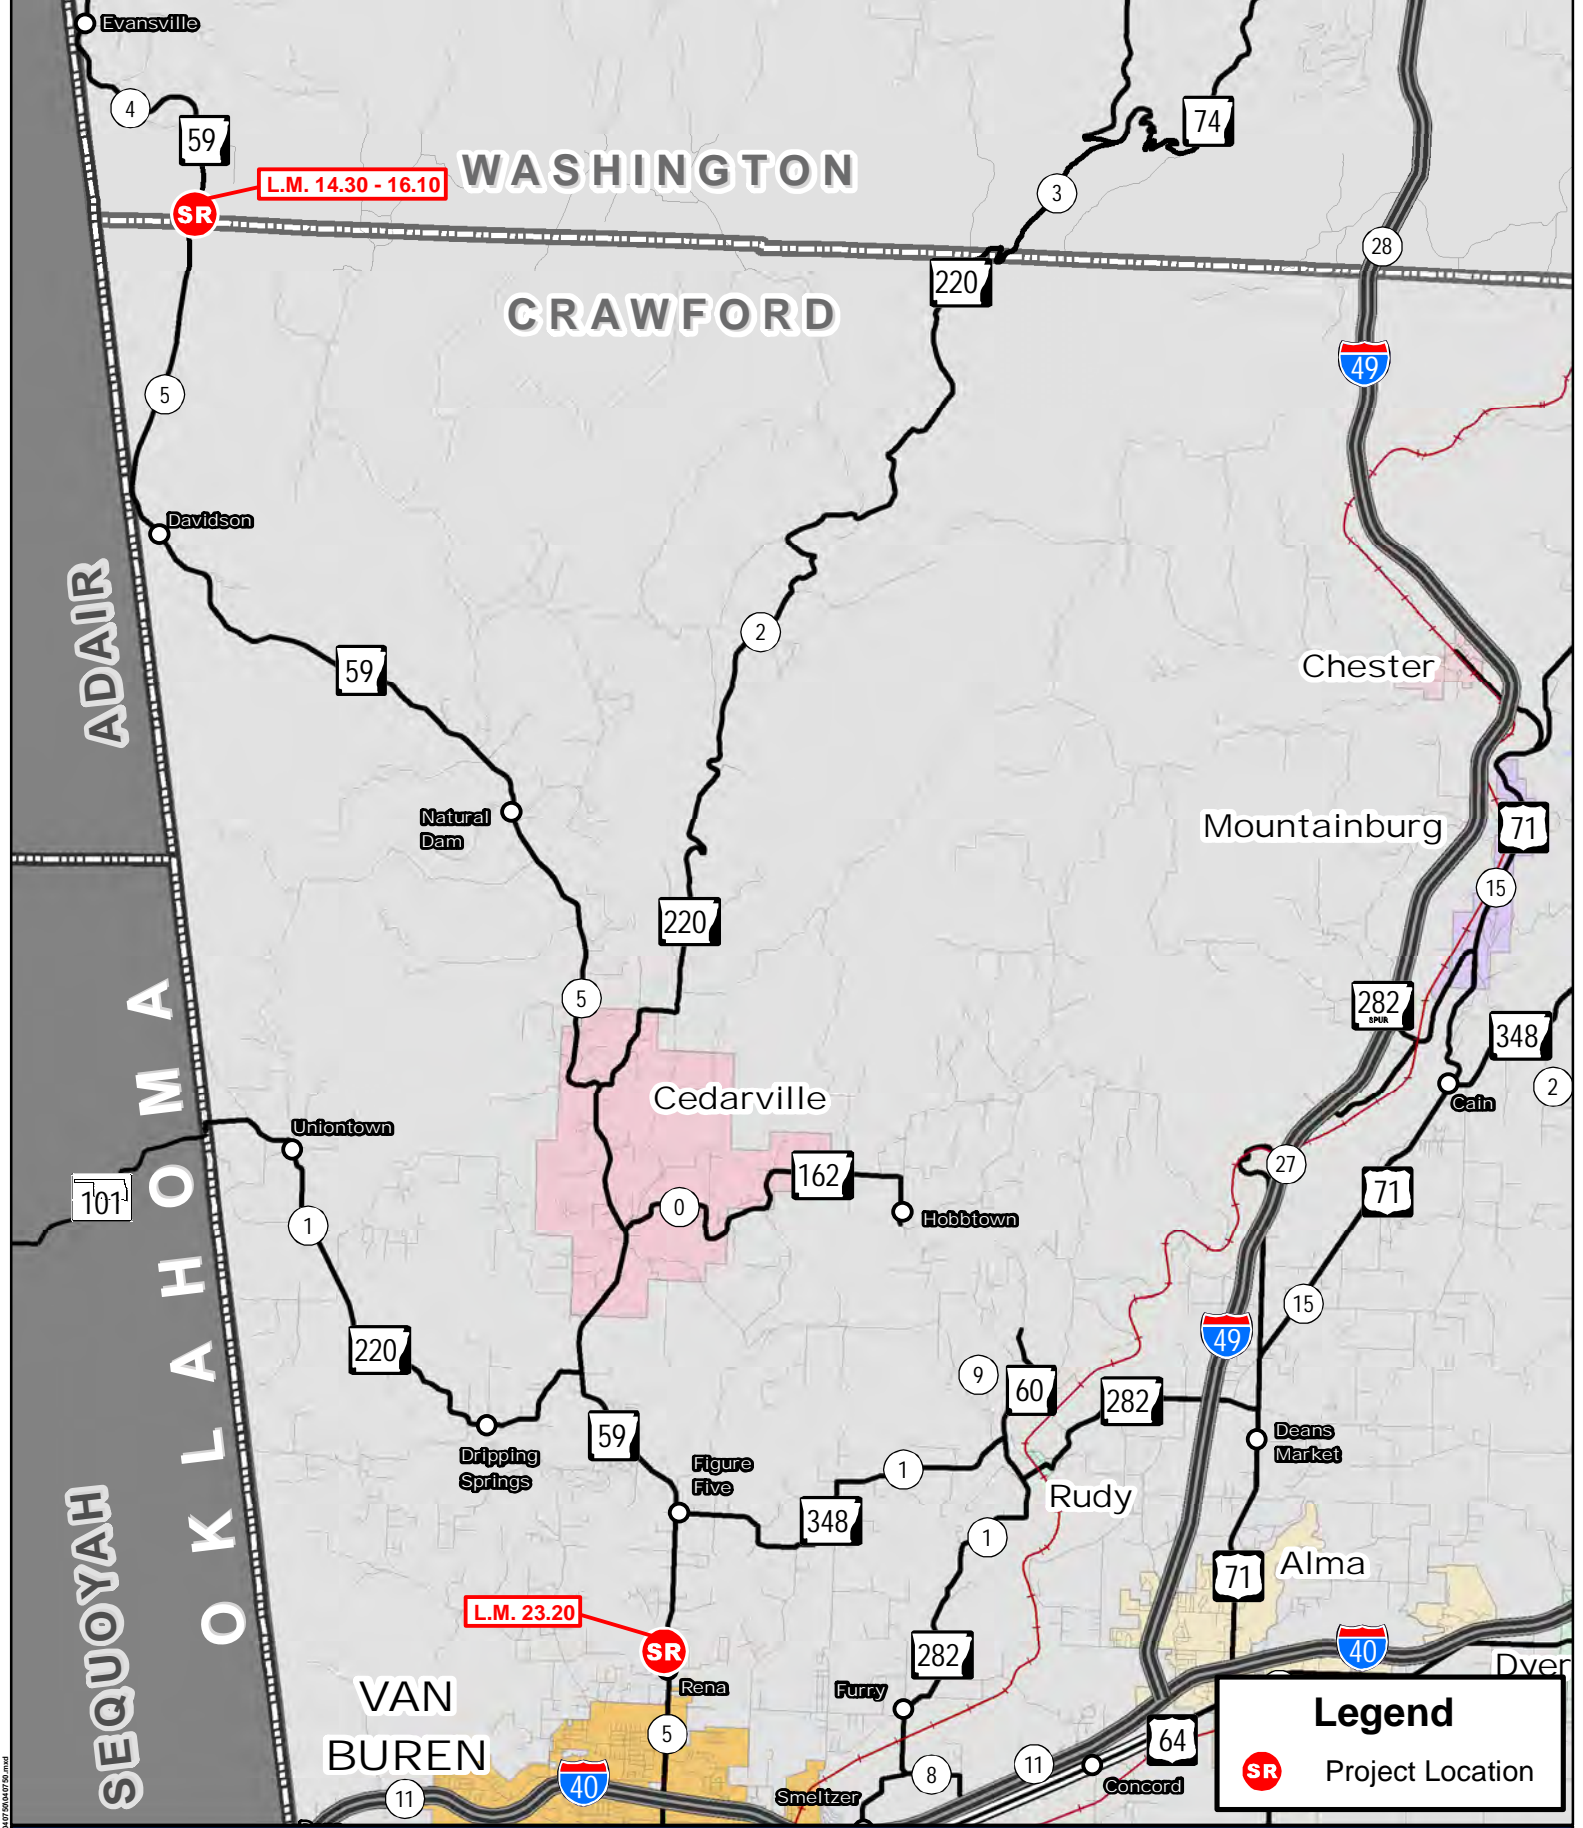 Evansville
4
59
L.M. 14.30 - 16.10
SR
WASHINGTON
74
3
28
220
CRAWFORD
49
5
Davidson
ADAIR
59
2
Chester
Natural
Dam
Mountainburg
71
15
220
5
282
SPUR
348
2
Cain
Cedarville
OKLAHOMA
Uniontown
101
162
27
71
0
Hobbtown
1
15
220
49
9
60
282
59
Dripping
Springs
Figure
Five
Deans
Market
1
Rudy
348
1
SEQUOYAH
71
Alma
L.M. 23.20
SR
282
40
Dyer
Rena
Furry
VAN
BUREN
5
64
Legend
SR Project Location
40
11
Smeltzer
8
11
Concord